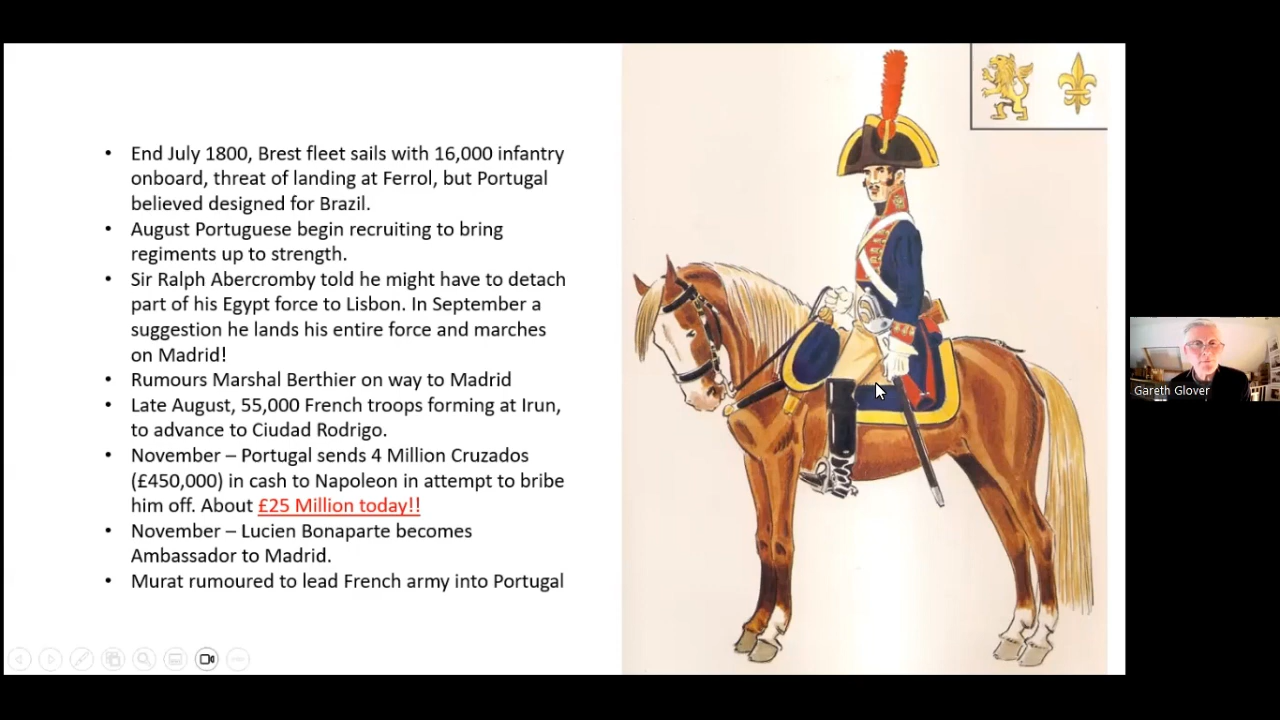 • End July 1800, Brest fleet sails with 16,000 infantry
onboard, threat of landing at Ferrol, but Portugal
believed designed for Brazil.
• August Portuguese begin recruiting to bring
regiments up to strength.
• Sir Ralph Abercromby told he might have to detach
part of his Egypt force to Lisbon. In September a
suggestion he lands his entire force and marches
on Madrid!
• Rumours Marshal Berthier on way to Madrid
• Late August, 55,000 French troops forming at Irun,
to advance to Ciudad Rodrigo.
• November – Portugal sends 4 Million Cruzados
(£450,000) in cash to Napoleon in attempt to bribe
him off. About £25 Million today!!
• November – Lucien Bonaparte becomes
Ambassador to Madrid.
• Murat rumoured to lead French army into Portugal
Gareth Glover